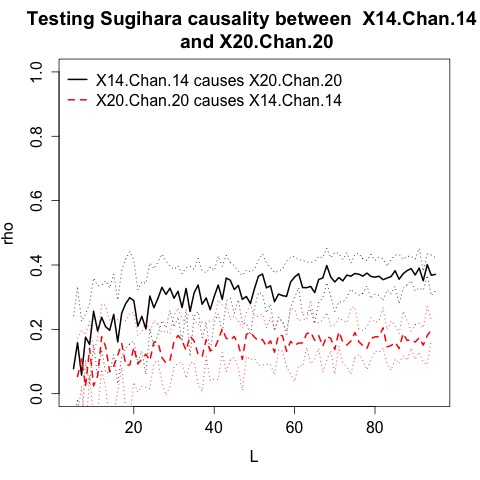 Testing Sugihara causality between X14.Chan.14
and X20.Chan.20
X14.Chan.14 causes X20.Chan.20
X20.Chan.20 causes X14.Chan.14
rho
1.0
0.8
0.6
0.4
0.2
0.0
20 40 60 80
L